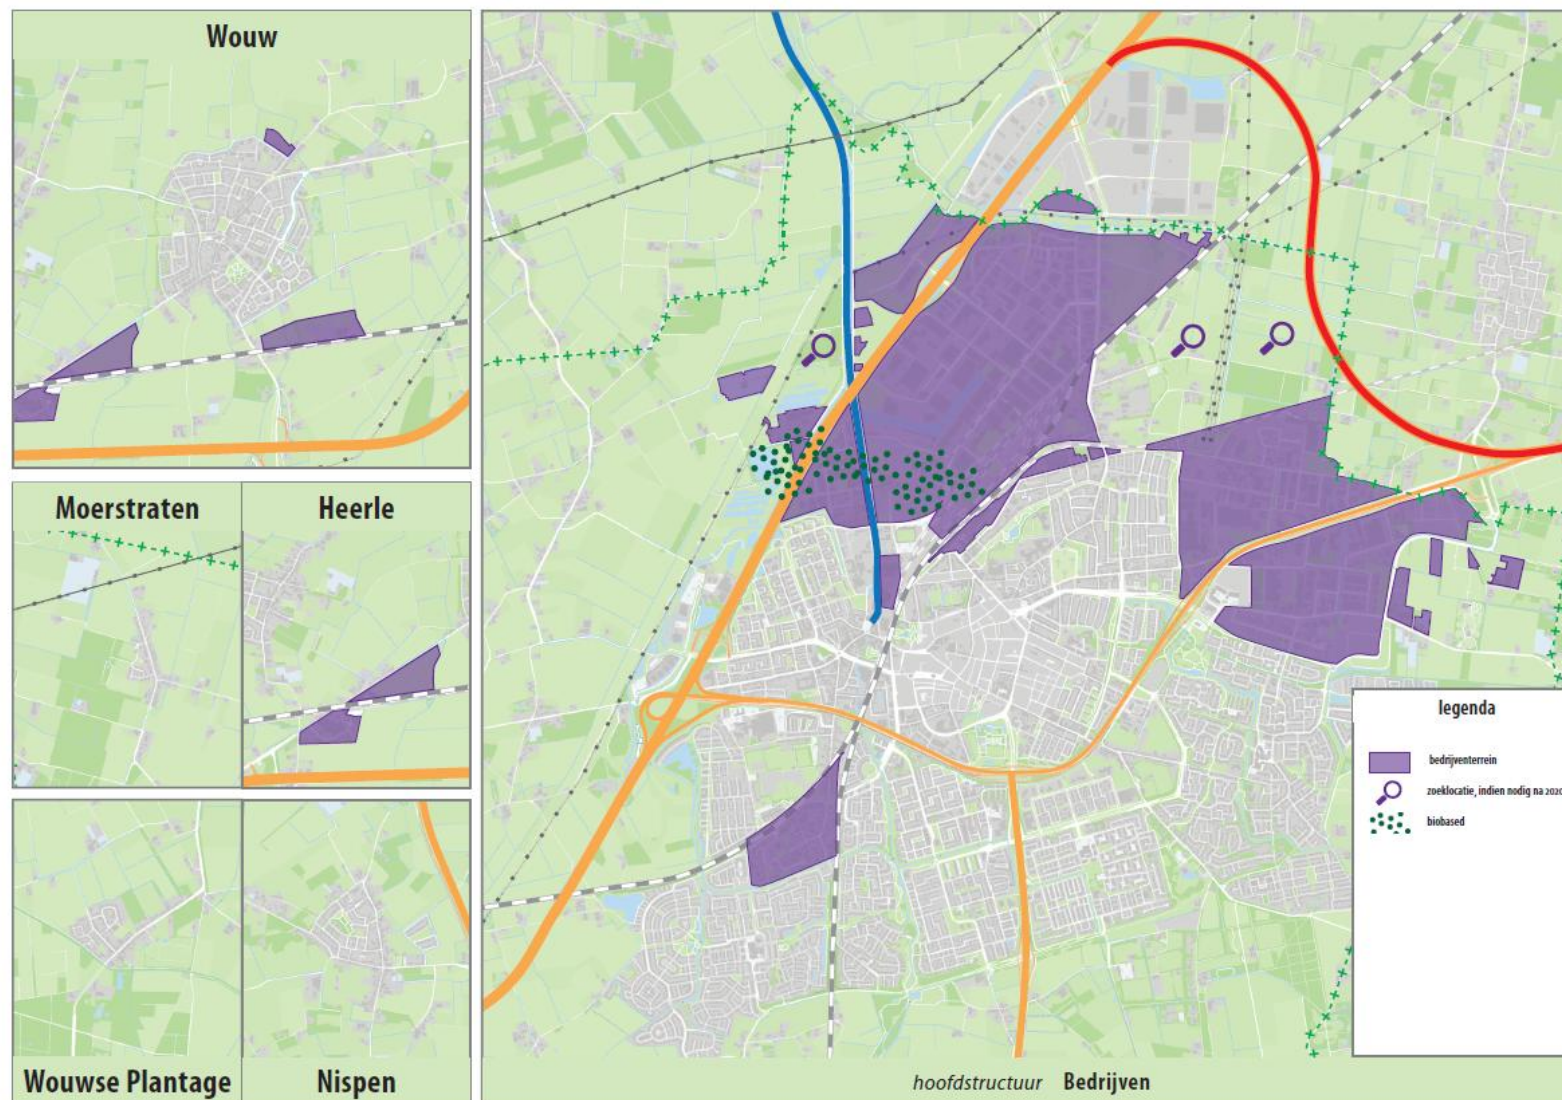 Wouw
Moerstraten
Heerle
Wouwse Plantage
Nispen
legenda
bedrijventerrein
zoeklocatie, indien nodig na 2020
biobased
hoofdstructuur Bedrijven